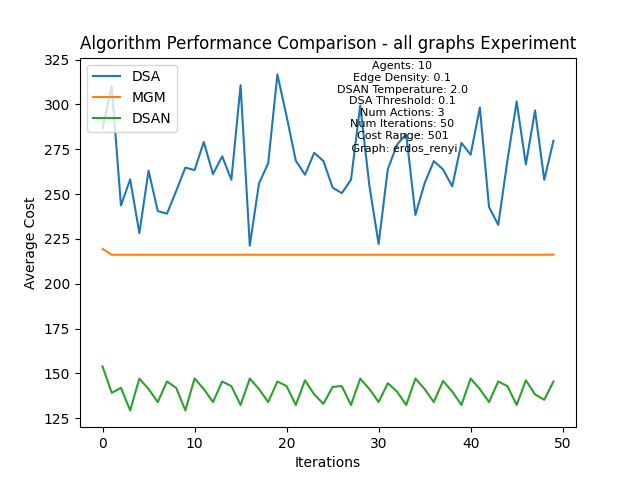 Algorithm Performance Comparison - all graphs Experiment
DSA
MGM
DSAN
Agents: 10
Edge Density: 0.1
DSAN Temperature: 2.0
DSA Threshold: 0.1
Num Actions: 3
Num Iterations: 50
Cost Range: 501
Graph: erdos_renyi
325
300
275
250
225
200
175
150
125
Average Cost
0
10
20
30
40
50
Iterations